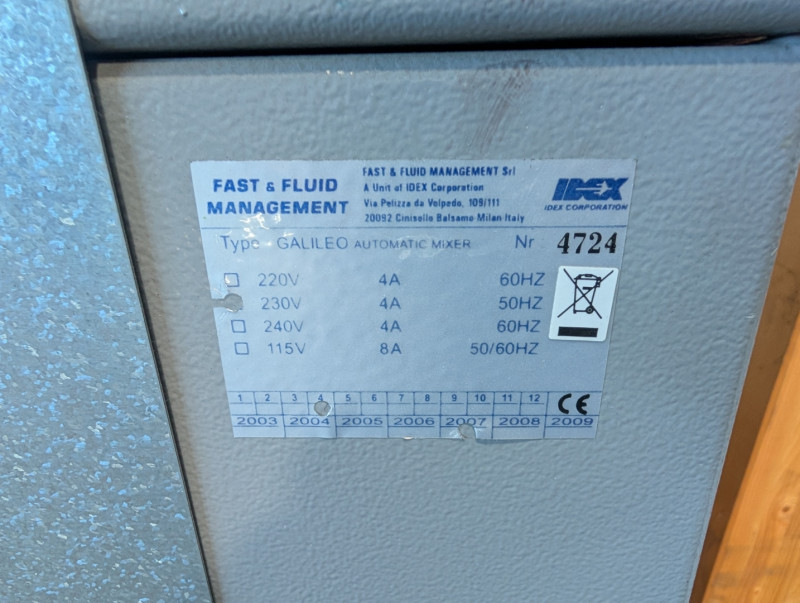 FAST & FLUID
MANAGEMENT
FAST & FLUID MANAGEMENT Srl
A Unit of IDEX Corporation
Via Pelizza da Volpedo, 109/111
20092 Cinisello Balsamo Milan Italy
IDEX
IDEX CORPORATION
Type GALILEO AUTOMATIC MIXER Nr 4724
220V 4A 60HZ
230V 4A 50HZ
240V 4A 60HZ
115V 8A 50/60HZ
1 2 3 4 5 6 7 8 9 10 11 12 CE
2003 2004 2005 2006 2007 2008 2009